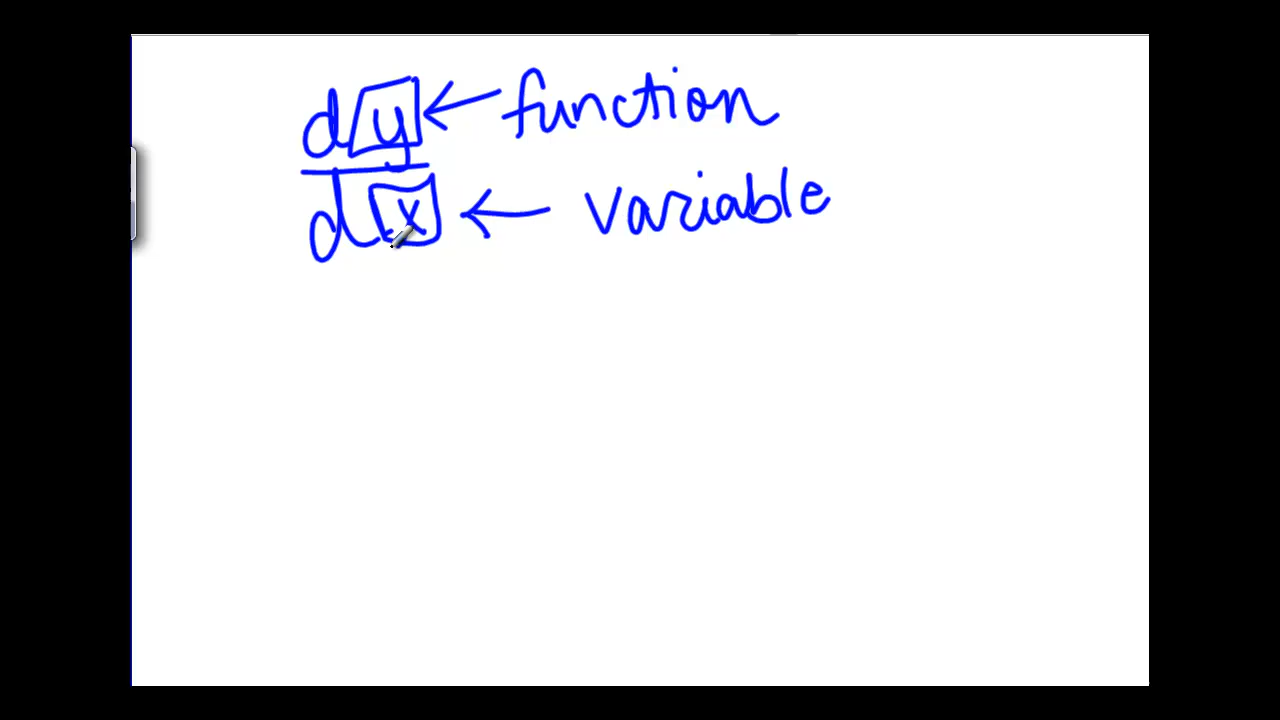 dy ← function
dx ← variable